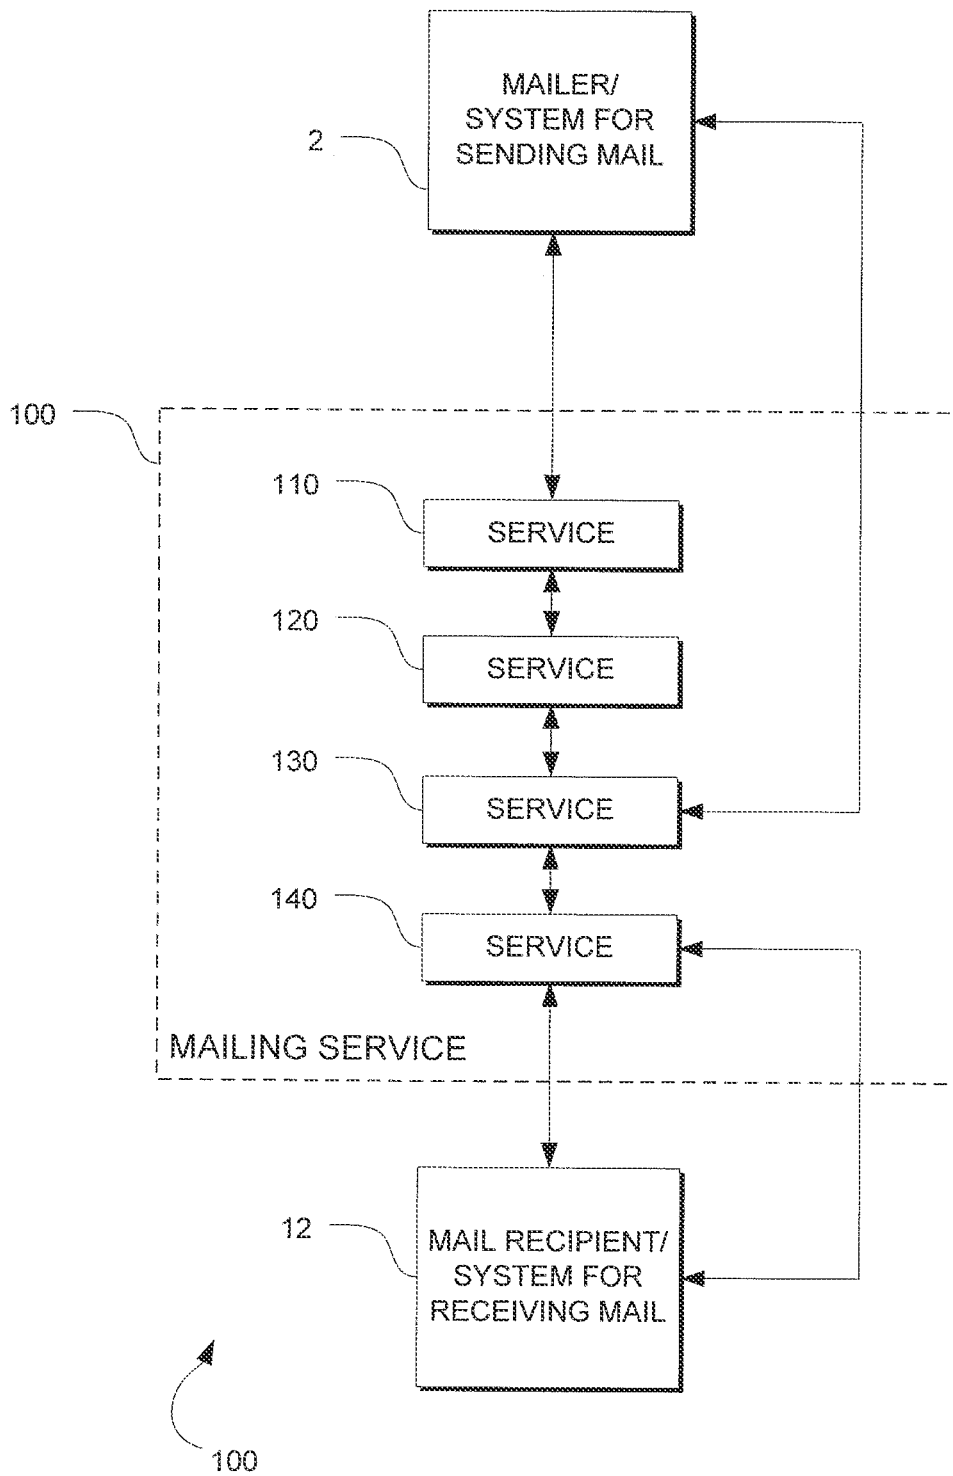 MAILER/
SYSTEM FOR
SENDING MAIL
2
100
110
SERVICE
120
SERVICE
130
SERVICE
140
SERVICE
MAILING SERVICE
12
MAIL RECIPIENT/
SYSTEM FOR
RECEIVING MAIL
100